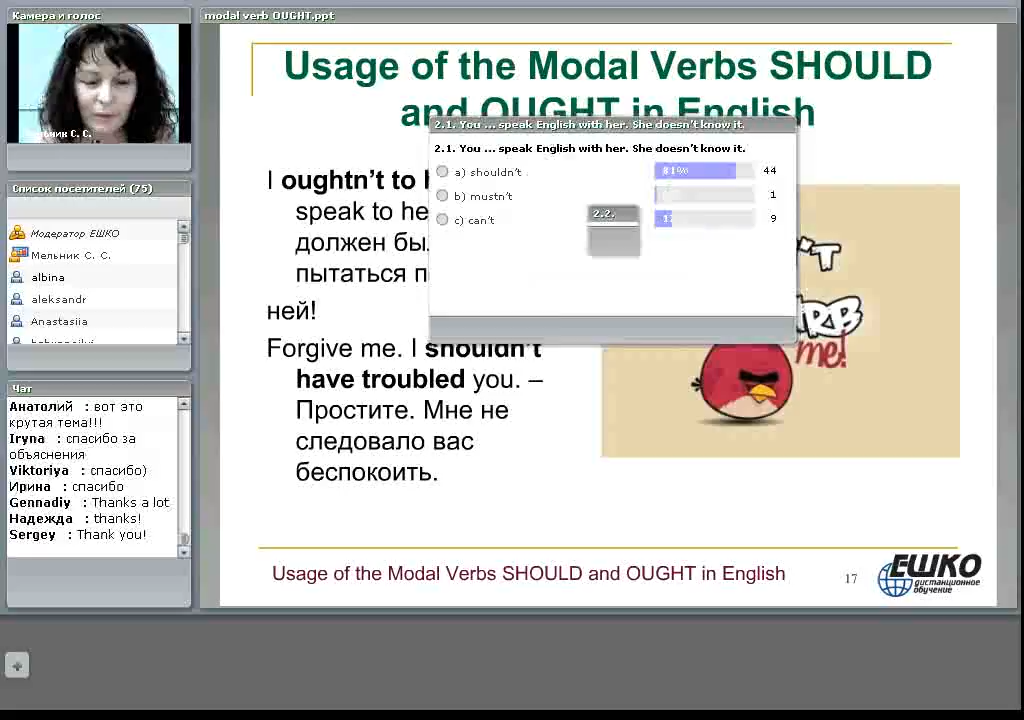 Камера и голос
Мельник С. С.
Список посетителей (75)
Модератор ЕШКО
Мельник С. С.
albina
aleksandr
Anastasiia
Чат
Анатолий : вот это
крутая тема!!!
Iryna : спасибо за
объяснения
Viktoriya : спасибо)
Ирина : спасибо
Gennadiy : Thanks a lot
Надежда : thanks!
Sergey : Thank you!
modal verb OUGHT.ppt
Usage of the Modal Verbs SHOULD
and OUGHT in English
I oughtn't to
speak to he
должен бы
пытаться п
ней!
Forgive me. I shouldn't
have troubled you. –
Простите. Мне не
следовало вас
беспокоить.
2.1. You ... speak English with her. She doesn't know it.
2.1. You ... speak English with her. She doesn't know it.
a) shouldn't 81% 44
b) mustn't 1
c) can't 9
2.2.
me!
Usage of the Modal Verbs SHOULD and OUGHT in English
17
ЕШКО
дистанционное
обучение